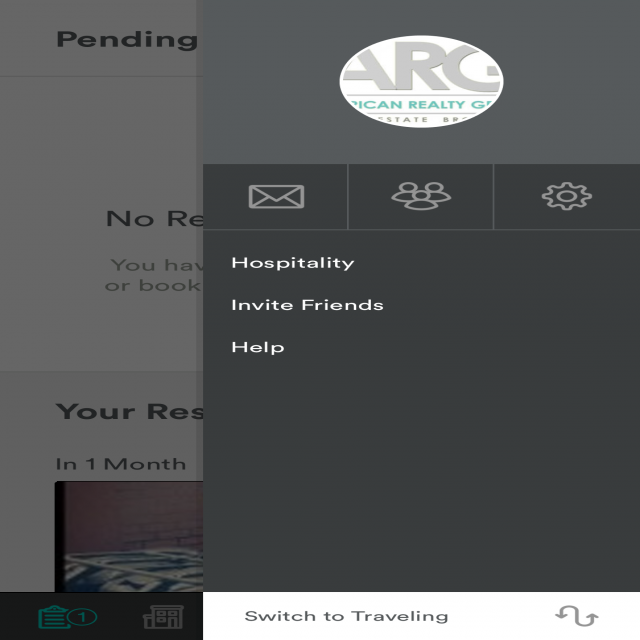 Pending
ARG
RICAN REALTY G
ESTATE BR
No Re
You hav
or book
Hospitality
Invite Friends
Help
Your Res
In 1 Month
1
Switch to Traveling